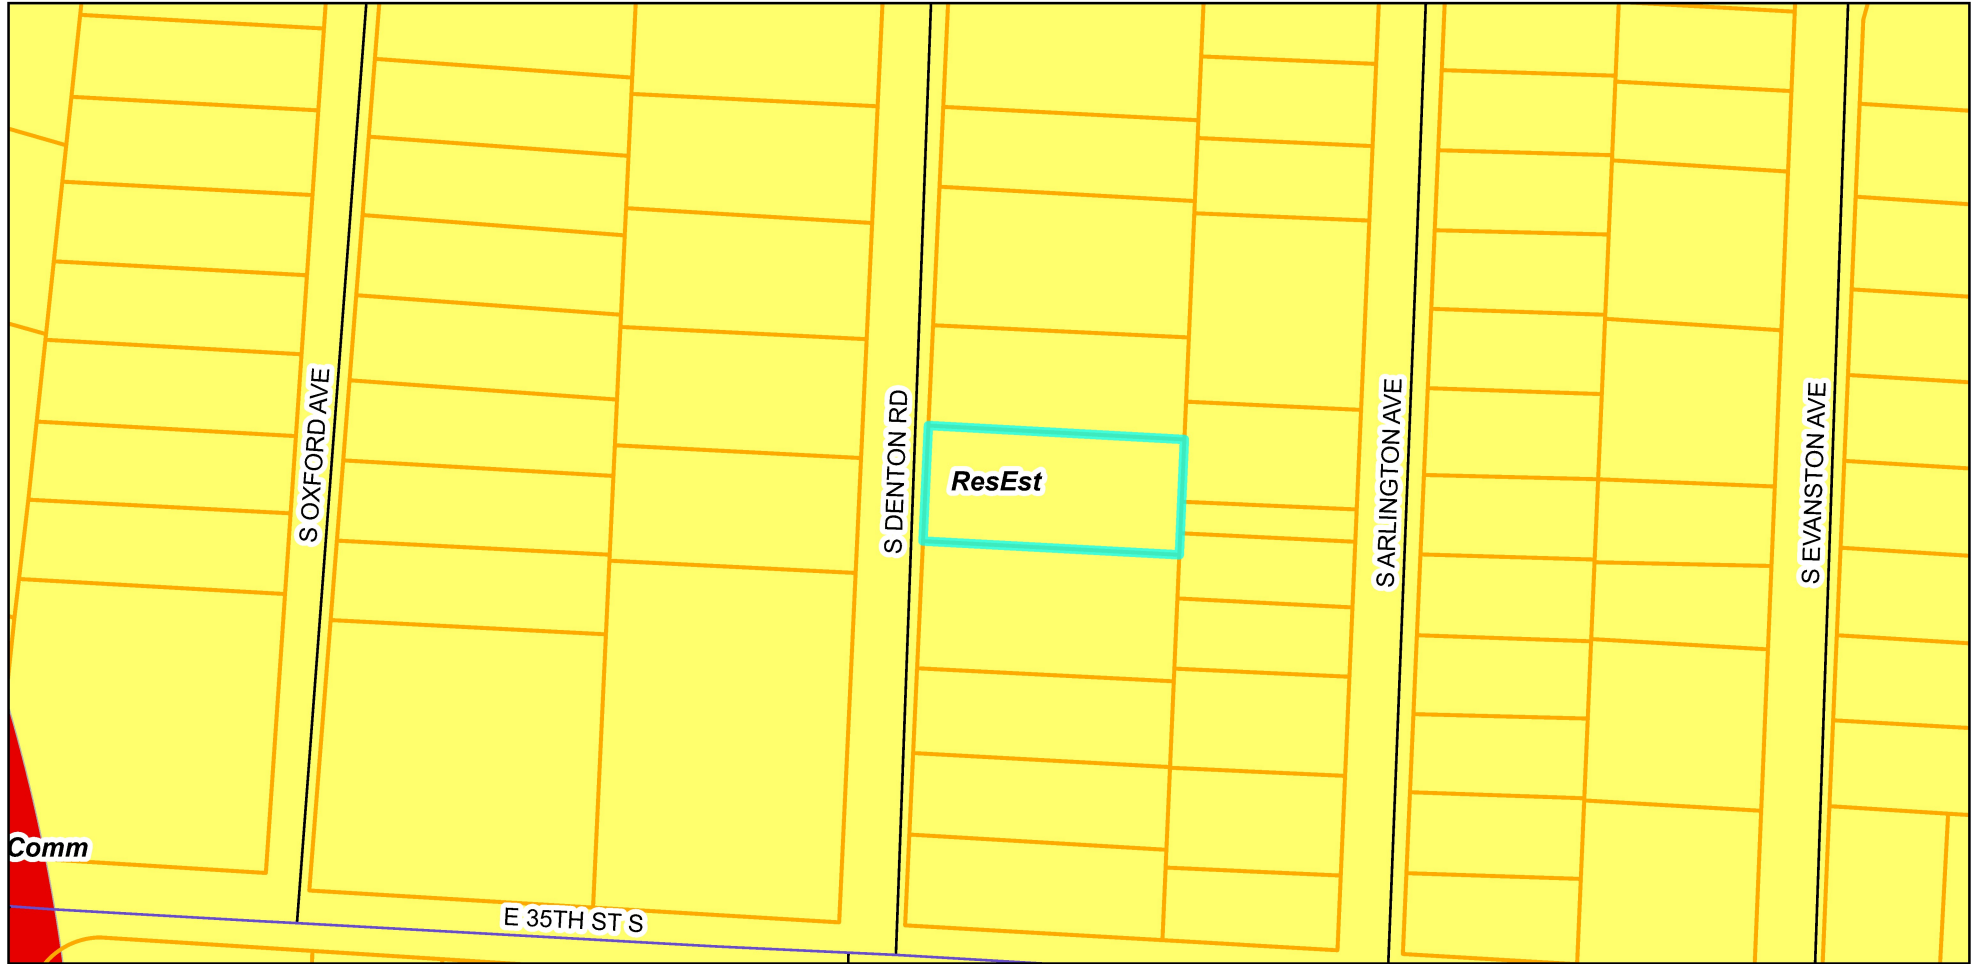 S OXFORD AVE
S DENTON RD
ResEst
S ARLINGTON AVE
S EVANSTON AVE
Comm
E 35TH ST S